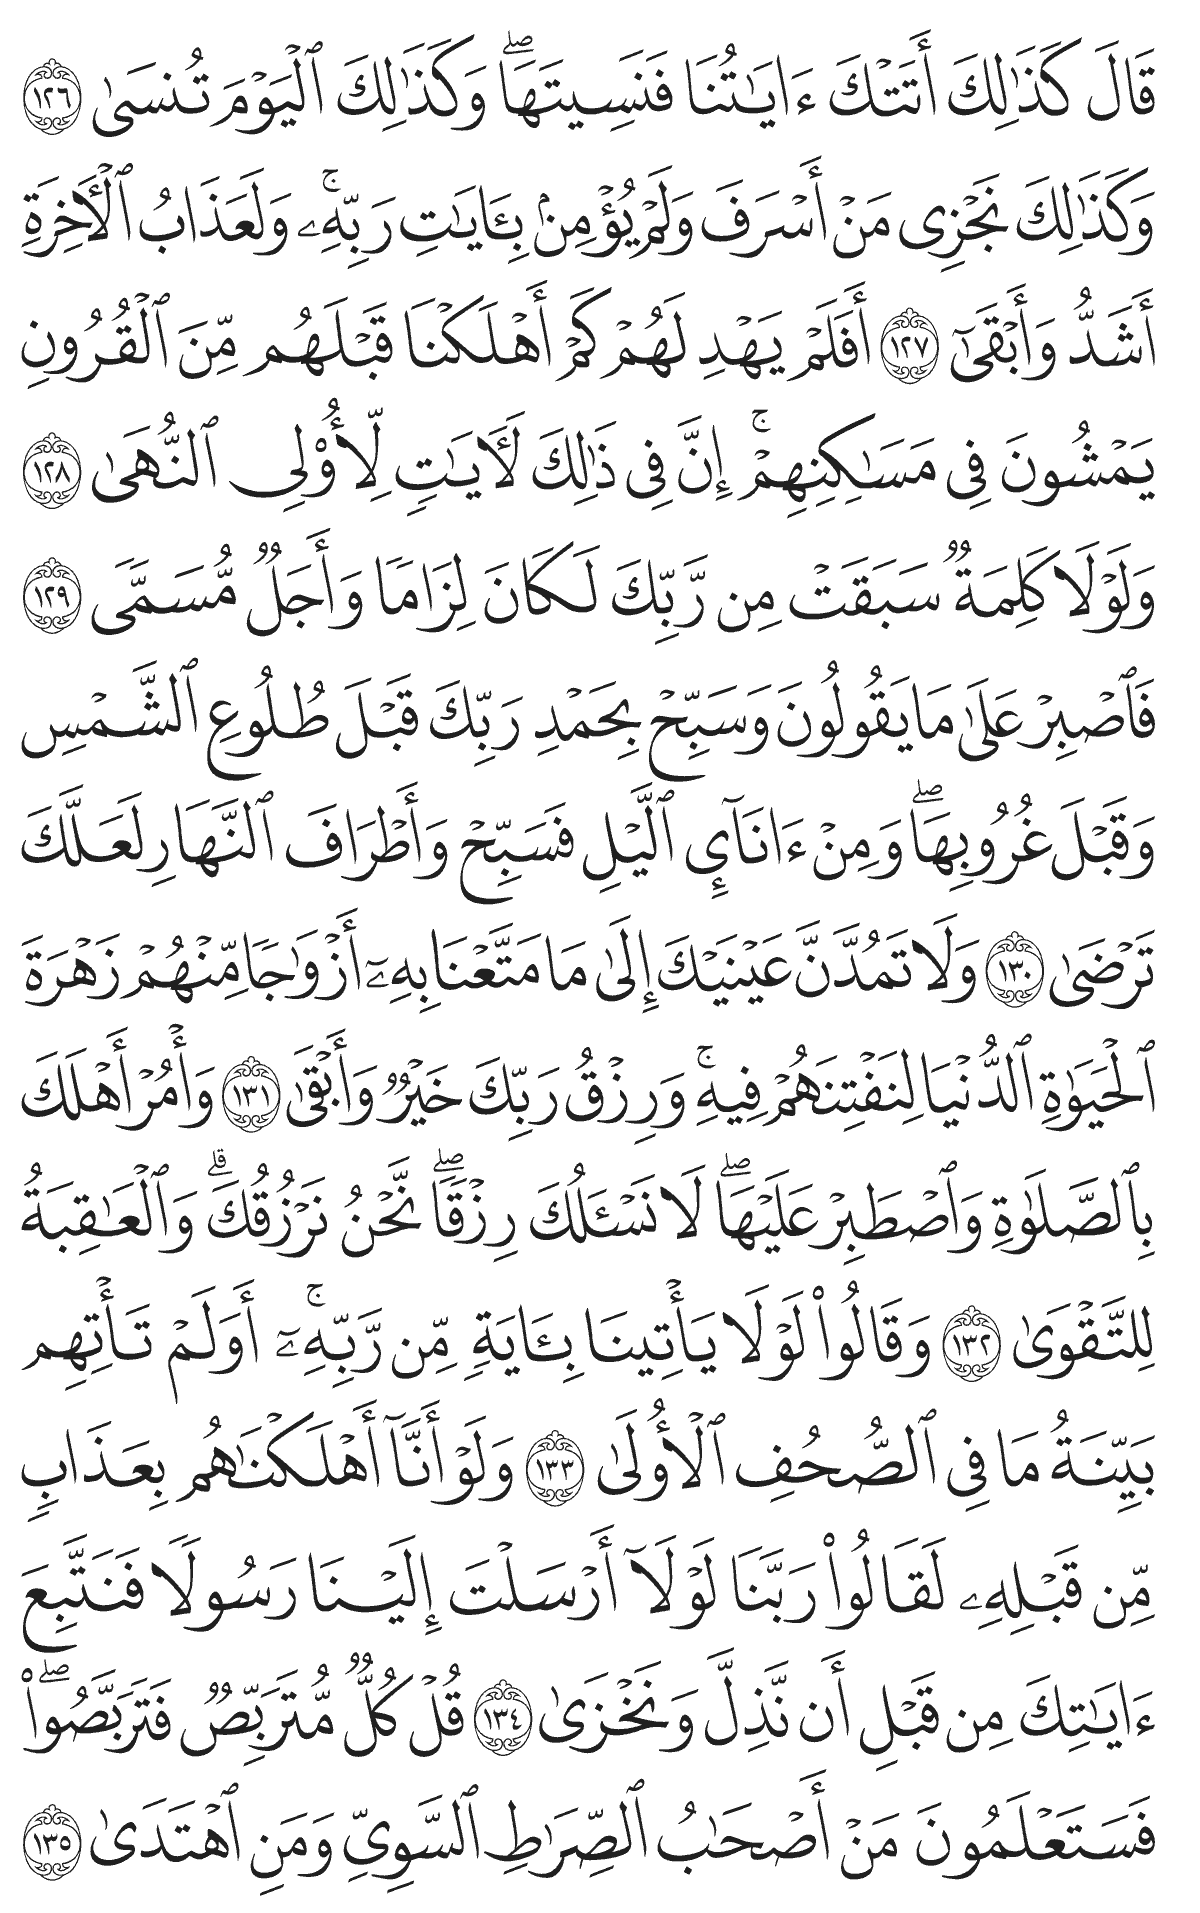 قَالَ كَذَٰلِكَ أَتَتۡكَ ءَايَٰتُنَا فَنَسِيتَهَاۖ وَكَذَٰلِكَ ٱلۡيَوۡمَ تُنسَىٰ ١٢٦
وَكَذَٰلِكَ نَجۡزِي مَنۡ أَسۡرَفَ وَلَمۡ يُؤۡمِنۢ بِـَٔايَٰتِ رَبِّهِۦۚ وَلَعَذَابُ ٱلۡأٓخِرَةِ
أَشَدُّ وَأَبۡقَىٰٓ ١٢٧ أَفَلَمۡ يَهۡدِ لَهُمۡ كَمۡ أَهۡلَكۡنَا قَبۡلَهُم مِّنَ ٱلۡقُرُونِ
يَمۡشُونَ فِي مَسَٰكِنِهِمۡۚ إِنَّ فِي ذَٰلِكَ لَأٓيَٰتٖ لِّأُوْلِي ٱلنُّهَىٰ ١٢٨
وَلَوۡلَا كَلِمَةٞ سَبَقَتۡ مِن رَّبِّكَ لَكَانَ لِزَامٗا وَأَجَلٞ مُّسَمّٗى ١٢٩
فَٱصۡبِرۡ عَلَىٰ مَا يَقُولُونَ وَسَبِّحۡ بِحَمۡدِ رَبِّكَ قَبۡلَ طُلُوعِ ٱلشَّمۡسِ
وَقَبۡلَ غُرُوبِهَاۖ وَمِنۡ ءَانَآيِٕ ٱلَّيۡلِ فَسَبِّحۡ وَأَطۡرَافَ ٱلنَّهَارِ لَعَلَّكَ
تَرۡضَىٰ ١٣٠ وَلَا تَمُدَّنَّ عَيۡنَيۡكَ إِلَىٰ مَا مَتَّعۡنَا بِهِۦٓ أَزۡوَٰجٗا مِّنۡهُمۡ زَهۡرَةَ
ٱلۡحَيَوٰةِ ٱلدُّنۡيَا لِنَفۡتِنَهُمۡ فِيهِۚ وَرِزۡقُ رَبِّكَ خَيۡرٞ وَأَبۡقَىٰ ١٣١ وَأۡمُرۡ أَهۡلَكَ
بِٱلصَّلَوٰةِ وَٱصۡطَبِرۡ عَلَيۡهَاۖ لَا نَسۡـَٔلُكَ رِزۡقٗاۖ نَّحۡنُ نَرۡزُقُكَۗ وَٱلۡعَٰقِبَةُ
لِلتَّقۡوَىٰ ١٣٢ وَقَالُواْ لَوۡلَا يَأۡتِينَا بِـَٔايَةٖ مِّن رَّبِّهِۦٓۚ أَوَلَمۡ تَأۡتِهِم
بَيِّنَةُ مَا فِي ٱلصُّحُفِ ٱلۡأُولَىٰ ١٣٣ وَلَوۡ أَنَّآ أَهۡلَكۡنَٰهُم بِعَذَابٖ
مِّن قَبۡلِهِۦ لَقَالُواْ رَبَّنَا لَوۡلَآ أَرۡسَلۡتَ إِلَيۡنَا رَسُولٗا فَنَتَّبِعَ
ءَايَٰتِكَ مِن قَبۡلِ أَن نَّذِلَّ وَنَخۡزَىٰ ١٣٤ قُلۡ كُلّٞ مُّتَرَبِّصٞ فَتَرَبَّصُواْۖ
فَسَتَعۡلَمُونَ مَنۡ أَصۡحَٰبُ ٱلصِّرَٰطِ ٱلسَّوِيِّ وَمَنِ ٱهۡتَدَىٰ ١٣٥